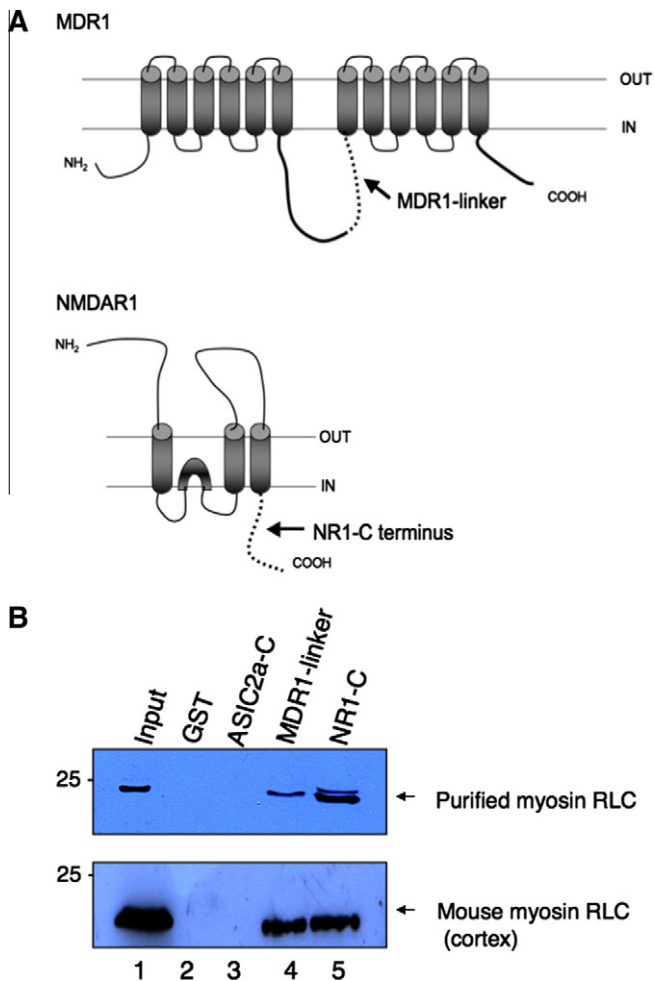 A
MDR1
OUT
IN
NH2
MDR1-linker
COOH
NMDAR1
NH2
OUT
IN
NR1-C terminus
COOH
B
Input
GST
ASIC2a-C
MDR1-linker
NR1-C
25
Purified myosin RLC
25
Mouse myosin RLC
(cortex)
1 2 3 4 5